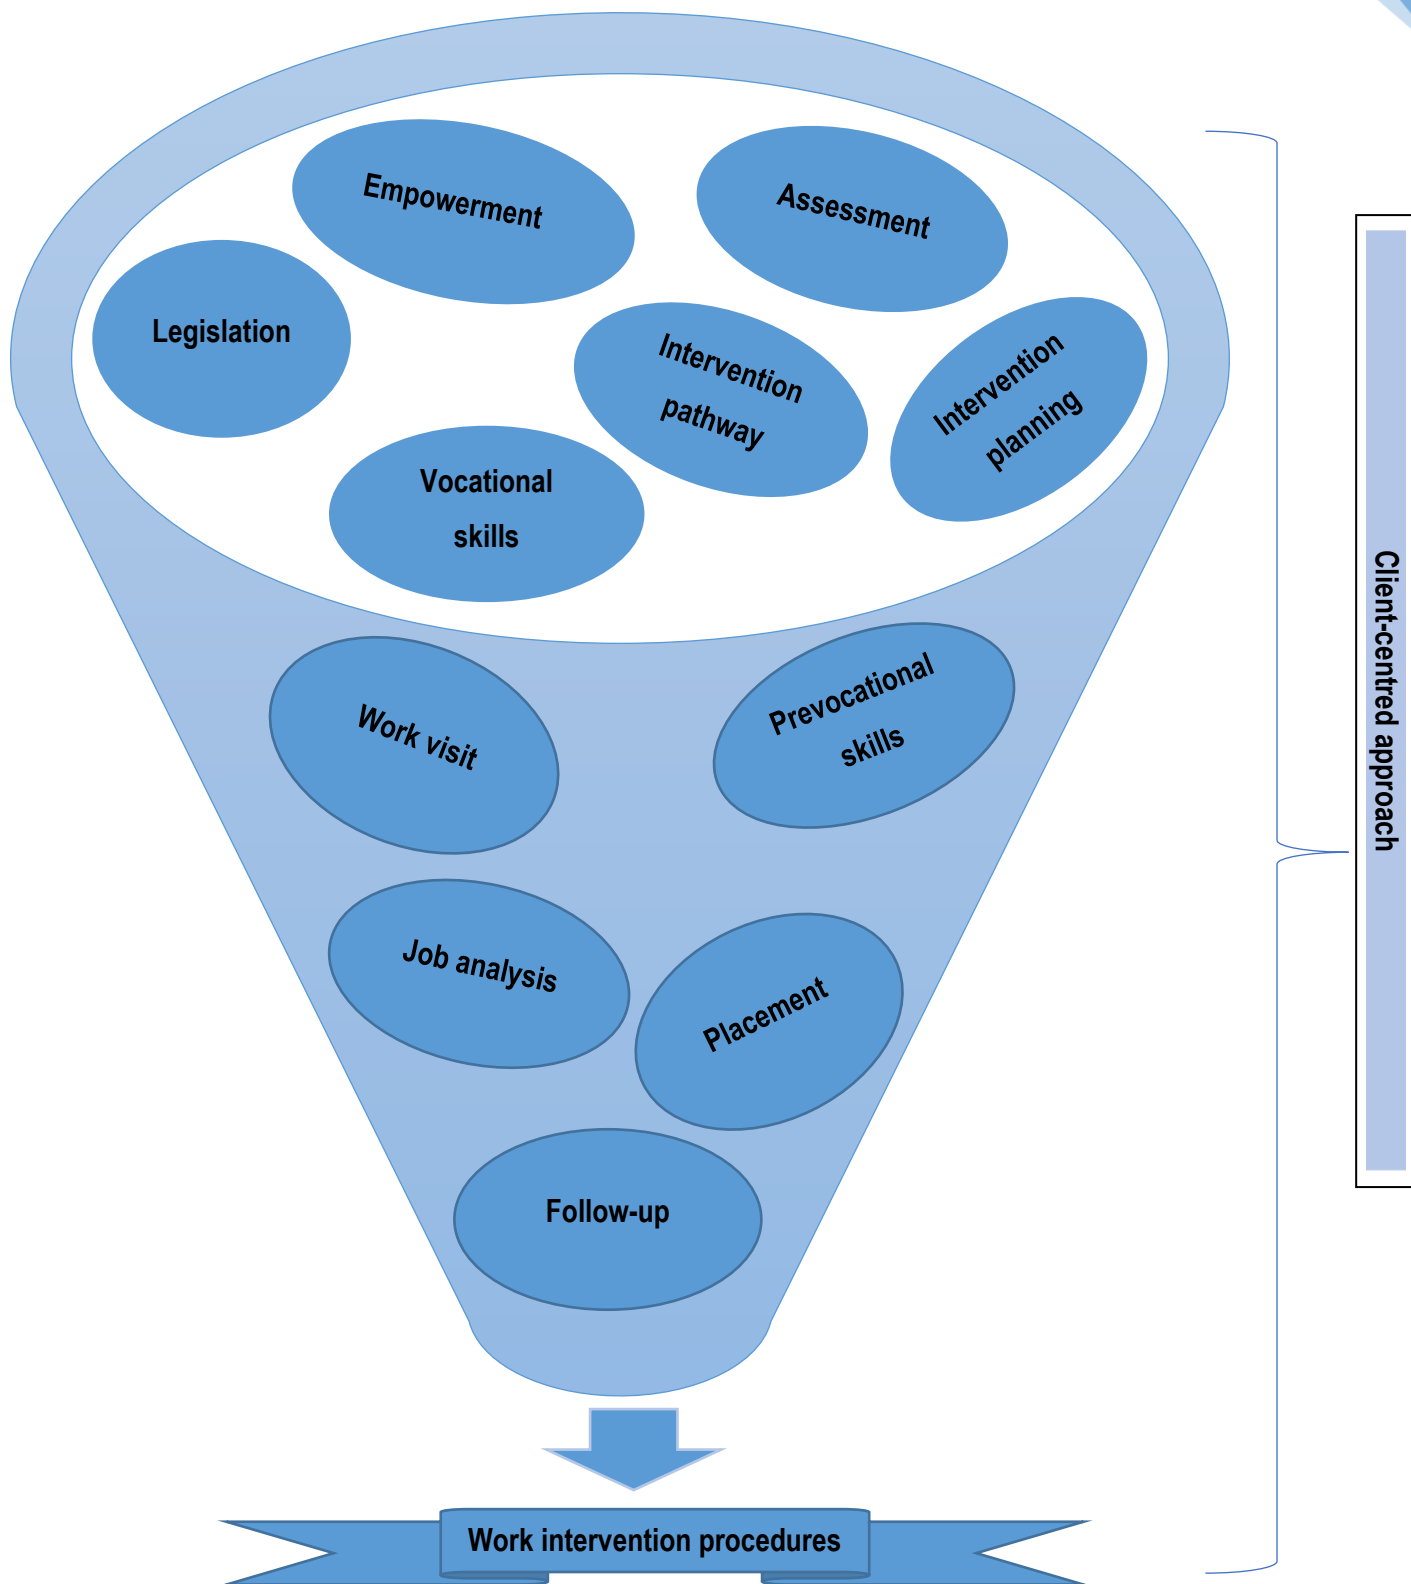 Empowerment
Assessment
Legislation
Intervention
pathway
Intervention
planning
Vocational
skills
Work visit
Prevocational
skills
Job analysis
Placement
Follow-up
Work intervention procedures
Client-centred approach